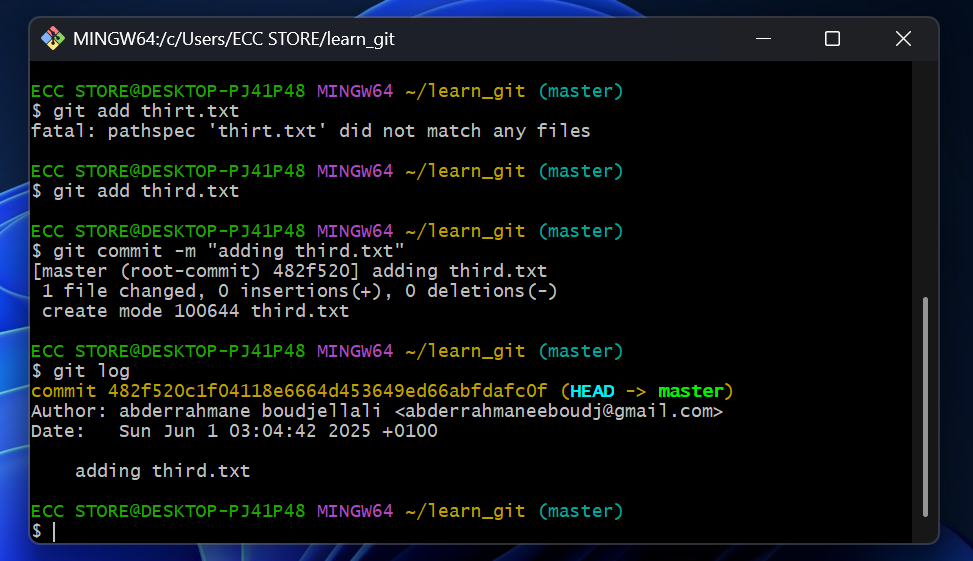 MINGW64:/c/Users/ECC STORE/learn_git
ECC STORE@DESKTOP-PJ41P48 MINGW64 ~/learn_git (master)
$ git add thirt.txt
fatal: pathspec 'thirt.txt' did not match any files
ECC STORE@DESKTOP-PJ41P48 MINGW64 ~/learn_git (master)
$ git add third.txt
ECC STORE@DESKTOP-PJ41P48 MINGW64 ~/learn_git (master)
$ git commit -m "adding third.txt"
[master (root-commit) 482f520] adding third.txt
 1 file changed, 0 insertions(+), 0 deletions(-)
 create mode 100644 third.txt
ECC STORE@DESKTOP-PJ41P48 MINGW64 ~/learn_git (master)
$ git log
commit 482f520c1f04118e6664d453649ed66abfdafc0f (HEAD -> master)
Author: abderrahmane boudjellali <abderrahmaneeboudj@gmail.com>
Date:   Sun Jun 1 03:04:42 2025 +0100
    adding third.txt
ECC STORE@DESKTOP-PJ41P48 MINGW64 ~/learn_git (master)
$